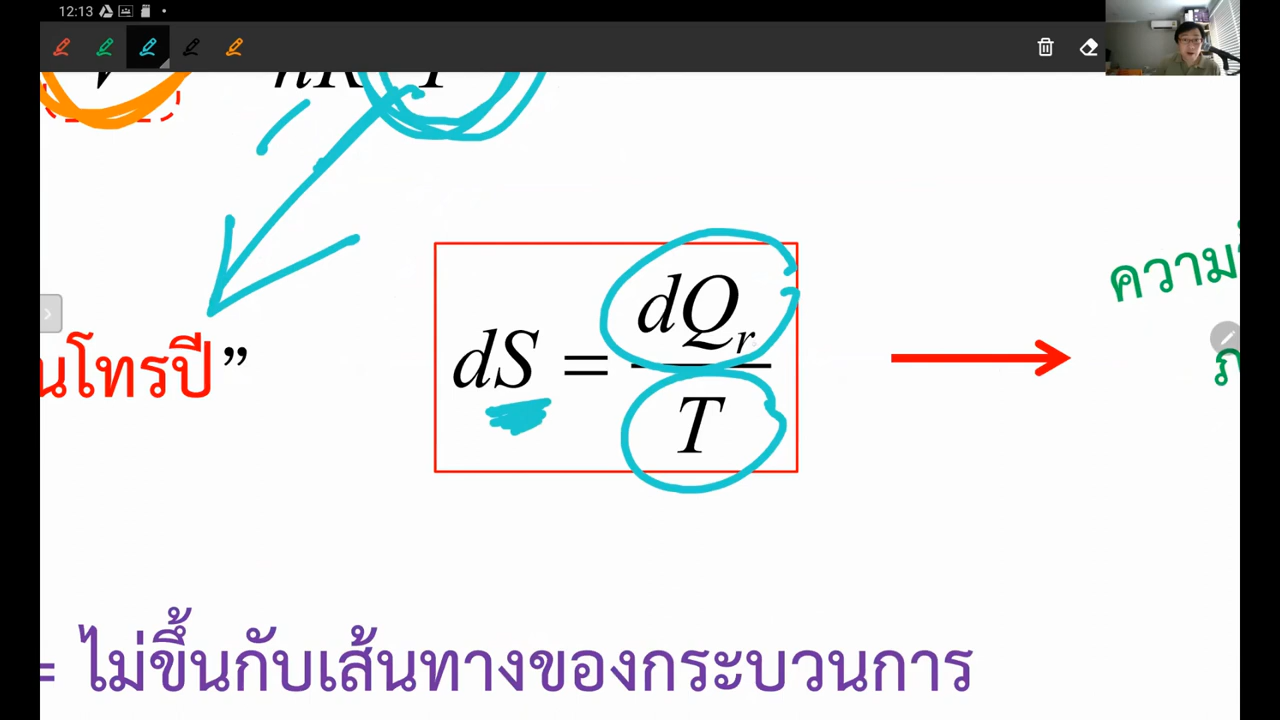 12:13
นโทรปี”
dS = dQr / T
ความ
ภ
= ไม่ขึ้นกับเส้นทางของกระบวนการ